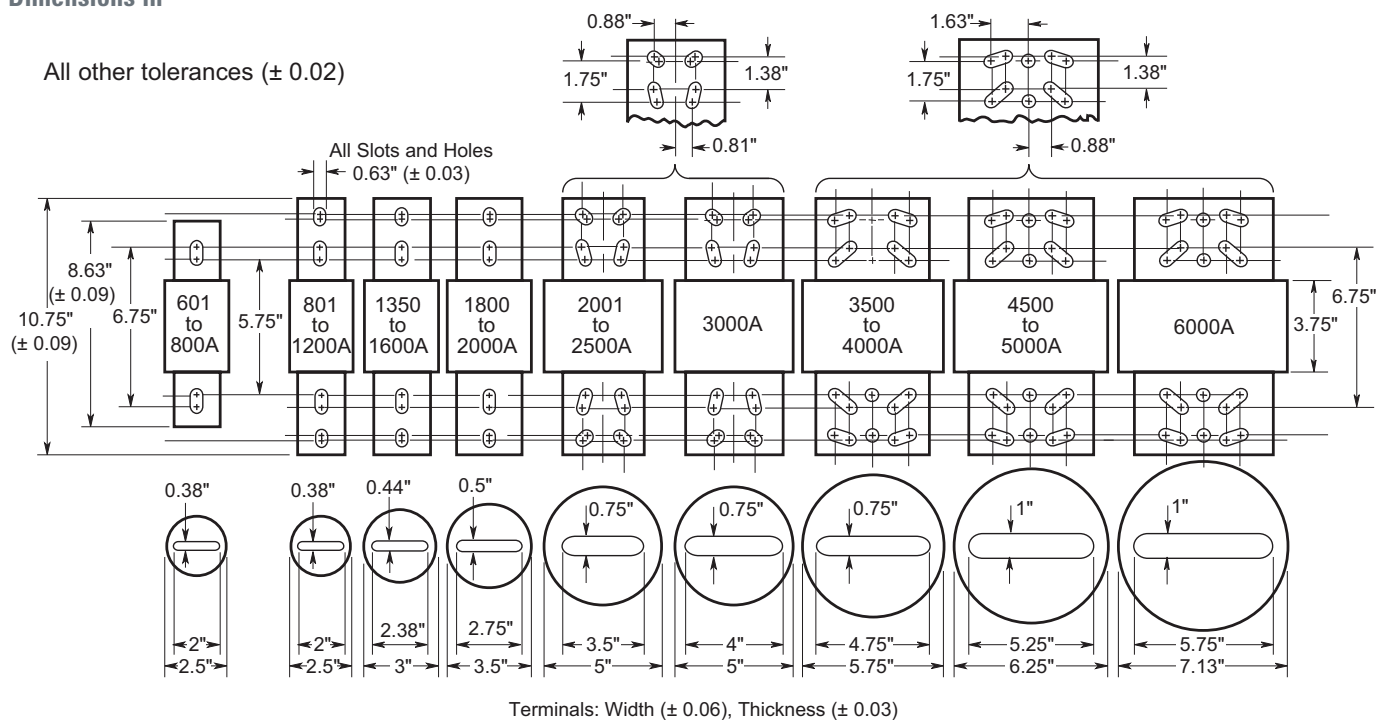 0.88"
1.63"
All other tolerances (± 0.02)
1.75"
1.38"
1.75"
1.38"
0.81"
0.88"
All Slots and Holes
0.63" (± 0.03)
8.63"
(± 0.09)
10.75"
(± 0.09)
6.75"
5.75"
601
to
800A
801
to
1200A
1350
to
1600A
1800
to
2000A
2001
to
2500A
3000A
3500
to
4000A
4500
to
5000A
6000A
3.75"
6.75"
0.38"
0.38"
0.44"
0.5"
0.75"
0.75"
0.75"
1"
1"
2"
2"
2.38"
2.75"
3.5"
4"
4.75"
5.25"
5.75"
2.5"
2.5"
3"
3.5"
5"
5"
5.75"
6.25"
7.13"
Terminals: Width (± 0.06), Thickness (± 0.03)